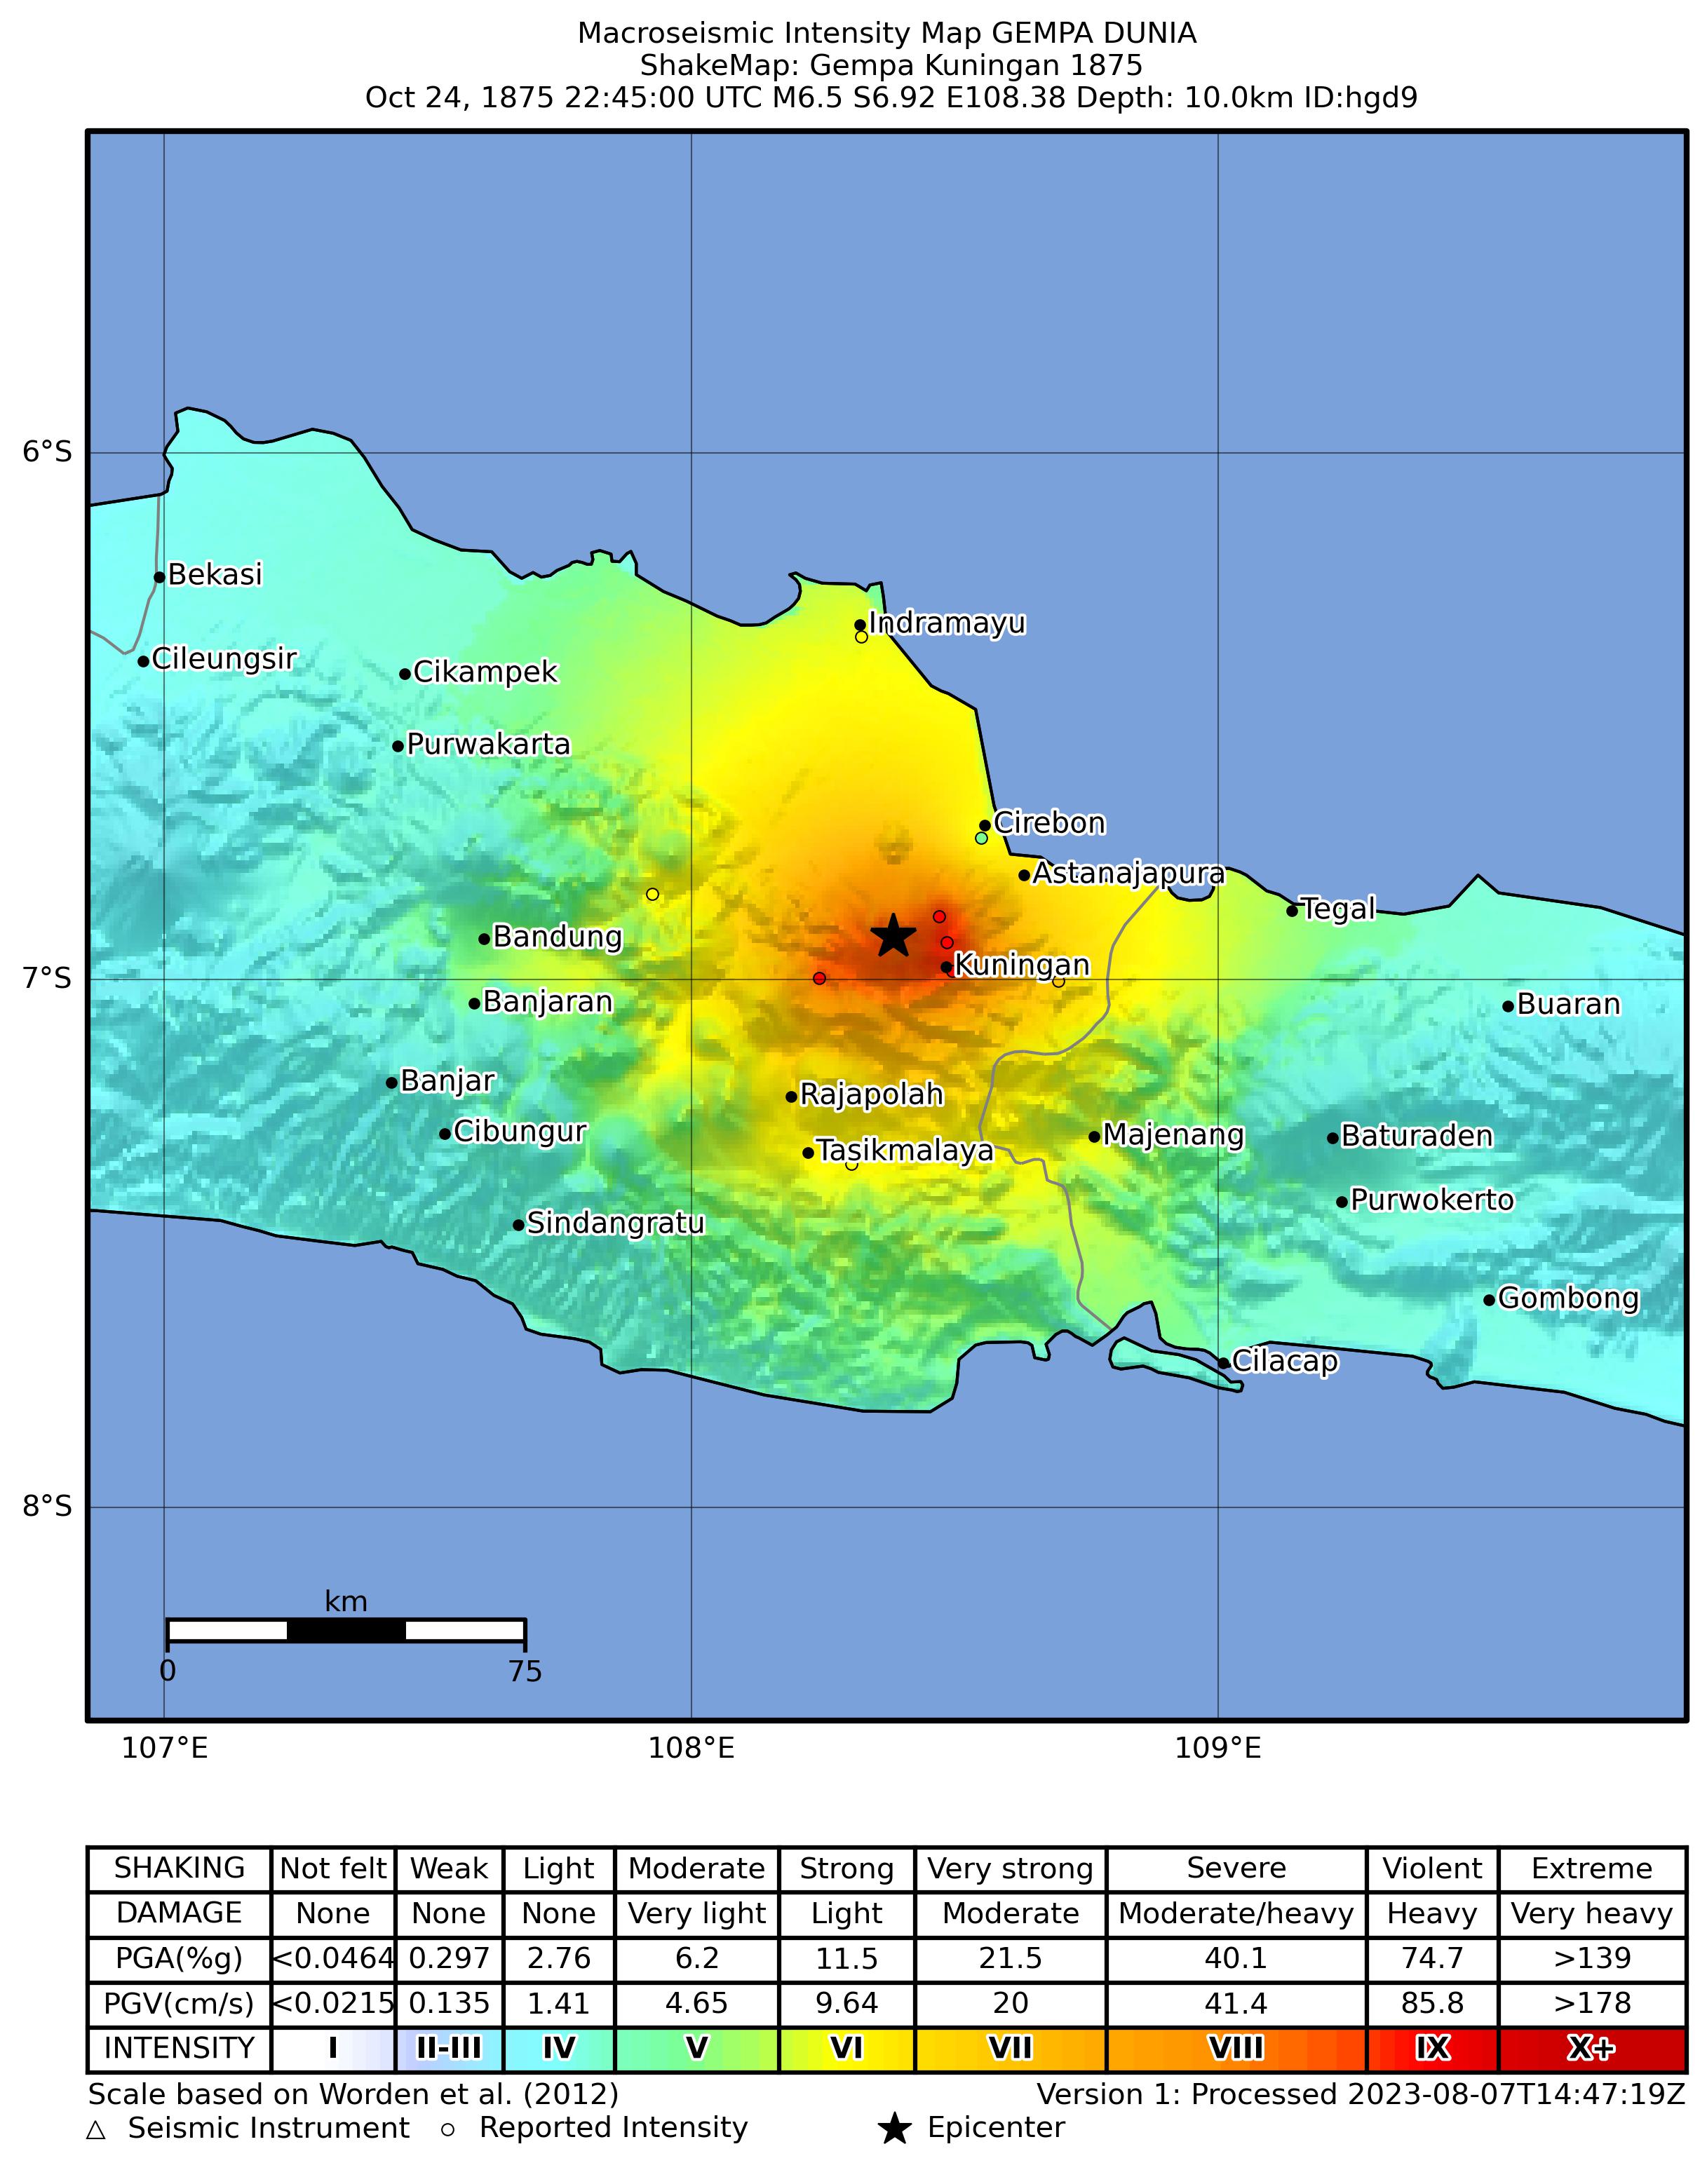 Macroseismic Intensity Map GEMPA DUNIA
ShakeMap: Gempa Kuningan 1875
Oct 24, 1875 22:45:00 UTC M6.5 S6.92 E108.38 Depth: 10.0km ID:hgd9
6°S
Bekasi
Indramayu
Cileungsir
Cikampek
Purwakarta
Cirebon
Astanajapura
Tegal
Bandung
Kuningan
7°S
Banjaran
Buaran
Banjar
Rajapolah
Cibungur
Majenang
Baturaden
Tasikmalaya
Purwokerto
Sindangratu
Gombong
Cilacap
8°S
km
0 75
107°E 108°E 109°E
SHAKING Not felt Weak Light Moderate Strong Very strong Severe Violent Extreme
DAMAGE None None None Very light Light Moderate Moderate/heavy Heavy Very heavy
PGA(%g) <0.0464 0.297 2.76 6.2 11.5 21.5 40.1 74.7 >139
PGV(cm/s) <0.0215 0.135 1.41 4.65 9.64 20 41.4 85.8 >178
INTENSITY I II-III IV V VI VII VIII IX X+
Scale based on Worden et al. (2012) Version 1: Processed 2023-08-07T14:47:19Z
Seismic Instrument Reported Intensity Epicenter